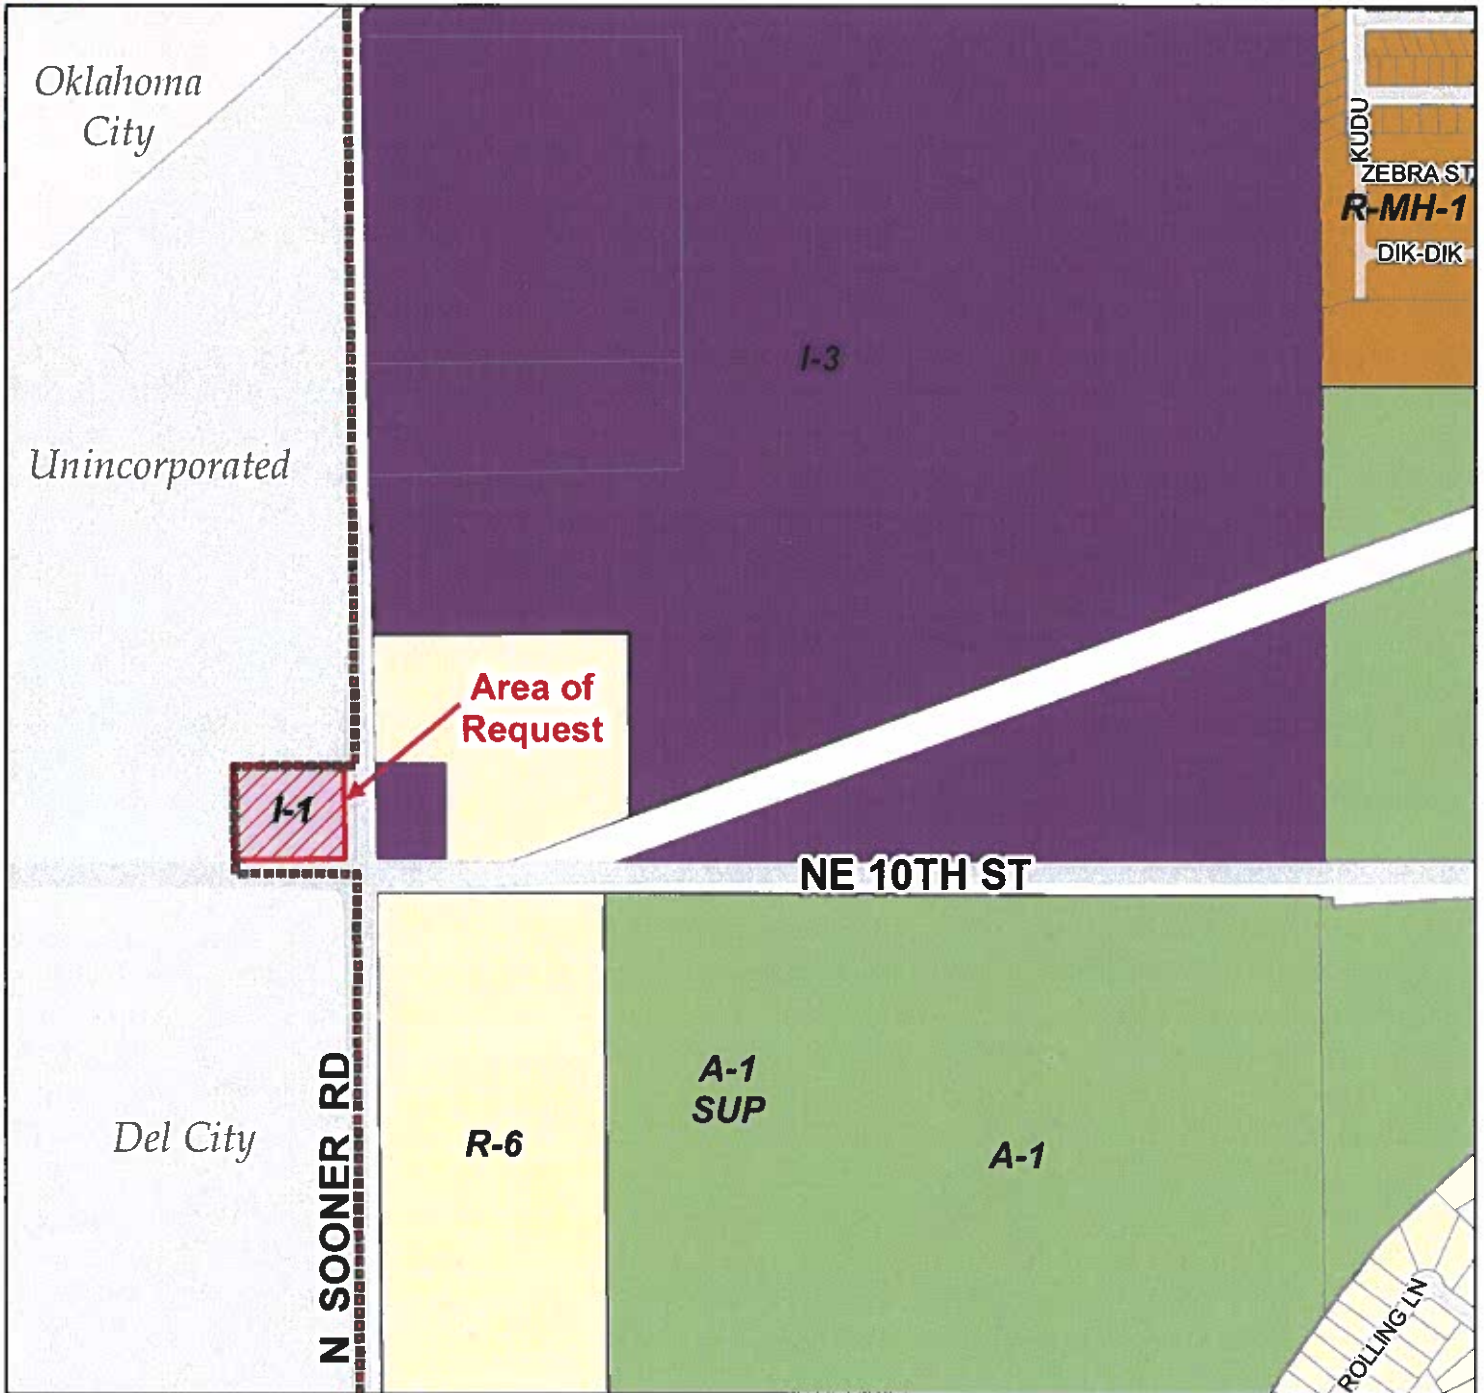 Oklahoma
City
KUDU
ZEBRA ST
R-MH-1
DIK-DIK
I-3
Unincorporated
Area of
Request
I-1
NE 10TH ST
N SOONER RD
Del City
R-6
A-1
SUP
A-1
ROLLING LN